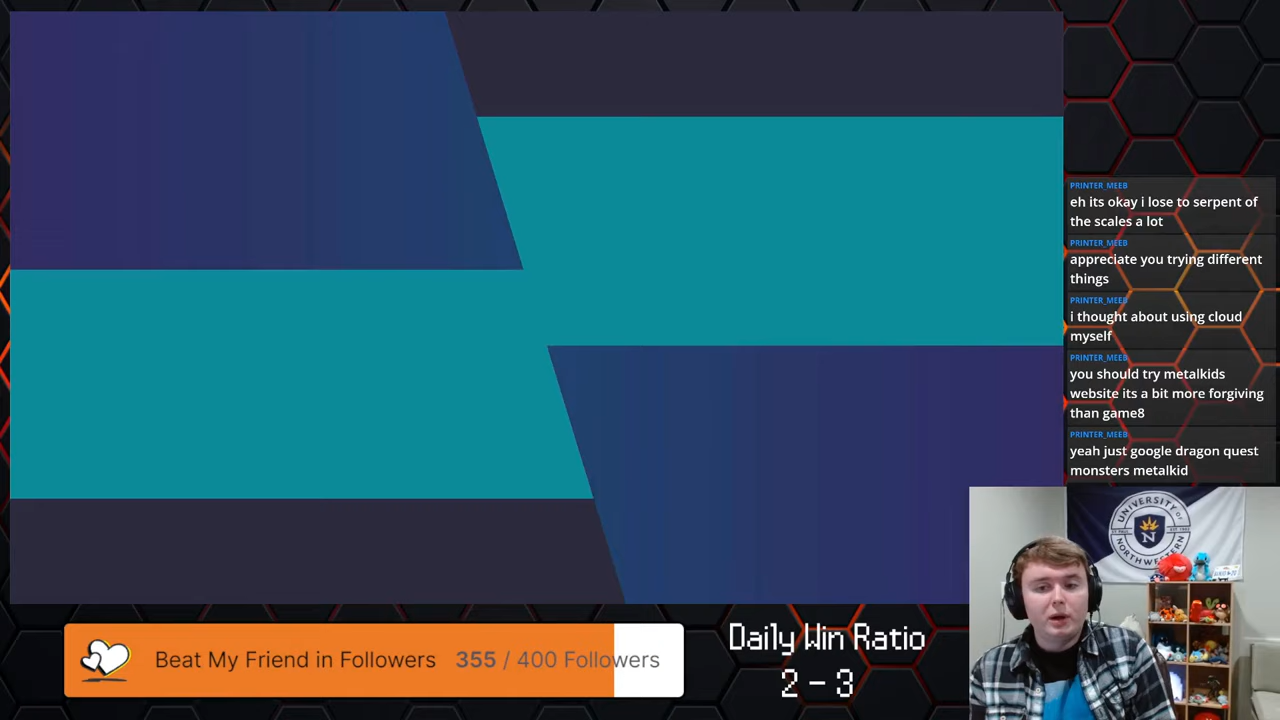 PRINTER_MEEB
eh its okay i lose to serpent of
the scales a lot
PRINTER_MEEB
appreciate you trying different
things
PRINTER_MEEB
i thought about using cloud
myself
PRINTER_MEEB
you should try metalkids
website its a bit more forgiving
than game8
PRINTER_MEEB
yeah just google dragon quest
monsters metalkid
UNIVERSITY OF
NORTHWESTERN
N
Beat My Friend in Followers 355 / 400 Followers
Daily Win Ratio
2 - 3